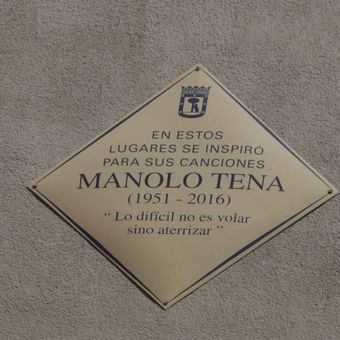 EN ESTOS
LUGARES SE INSPIRÓ
PARA SUS CANCIONES
MANOLO TENA
(1951 - 2016)
“ Lo difícil no es volar
sino aterrizar ”